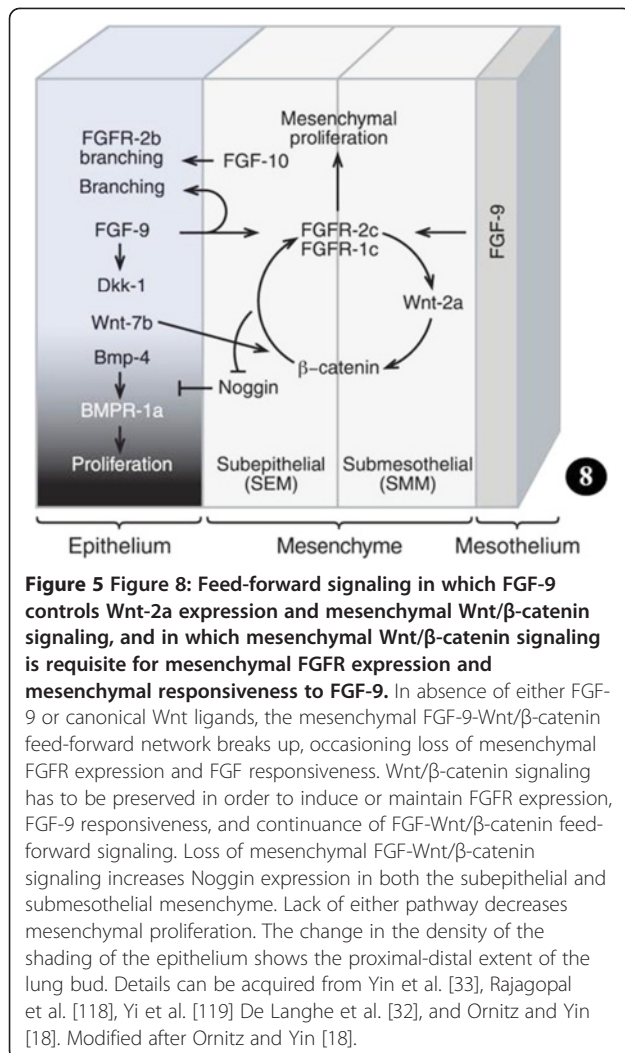 Mesenchymal
proliferation
FGFR-2b
branching
FGF-10
Branching
FGF-9
FGFR-2c
FGFR-1c
FGF-9
Dkk-1
Wnt-2a
Wnt-7b
Bmp-4
β-catenin
Noggin
BMPR-1a
Proliferation
Subepithelial
(SEM)
Submesothelial
(SMM)
8
Epithelium
Mesenchyme
Mesothelium
Figure 5 Figure 8: Feed-forward signaling in which FGF-9
controls Wnt-2a expression and mesenchymal Wnt/β-catenin
signaling, and in which mesenchymal Wnt/β-catenin signaling
is requisite for mesenchymal FGFR expression and
mesenchymal responsiveness to FGF-9. In absence of either FGF-
9 or canonical Wnt ligands, the mesenchymal FGF-9-Wnt/β-catenin
feed-forward network breaks up, occasioning loss of mesenchymal
FGFR expression and FGF responsiveness. Wnt/β-catenin signaling
has to be preserved in order to induce or maintain FGFR expression,
FGF-9 responsiveness, and continuance of FGF-Wnt/β-catenin feed-
forward signaling. Loss of mesenchymal FGF-Wnt/β-catenin
signaling increases Noggin expression in both the subepithelial and
submesothelial mesenchyme. Lack of either pathway decreases
mesenchymal proliferation. The change in the density of the
shading of the epithelium shows the proximal-distal extent of the
lung bud. Details can be acquired from Yin et al. [33], Rajagopal
et al. [118], Yi et al. [119] De Langhe et al. [32], and Ornitz and Yin
[18]. Modified after Ornitz and Yin [18].